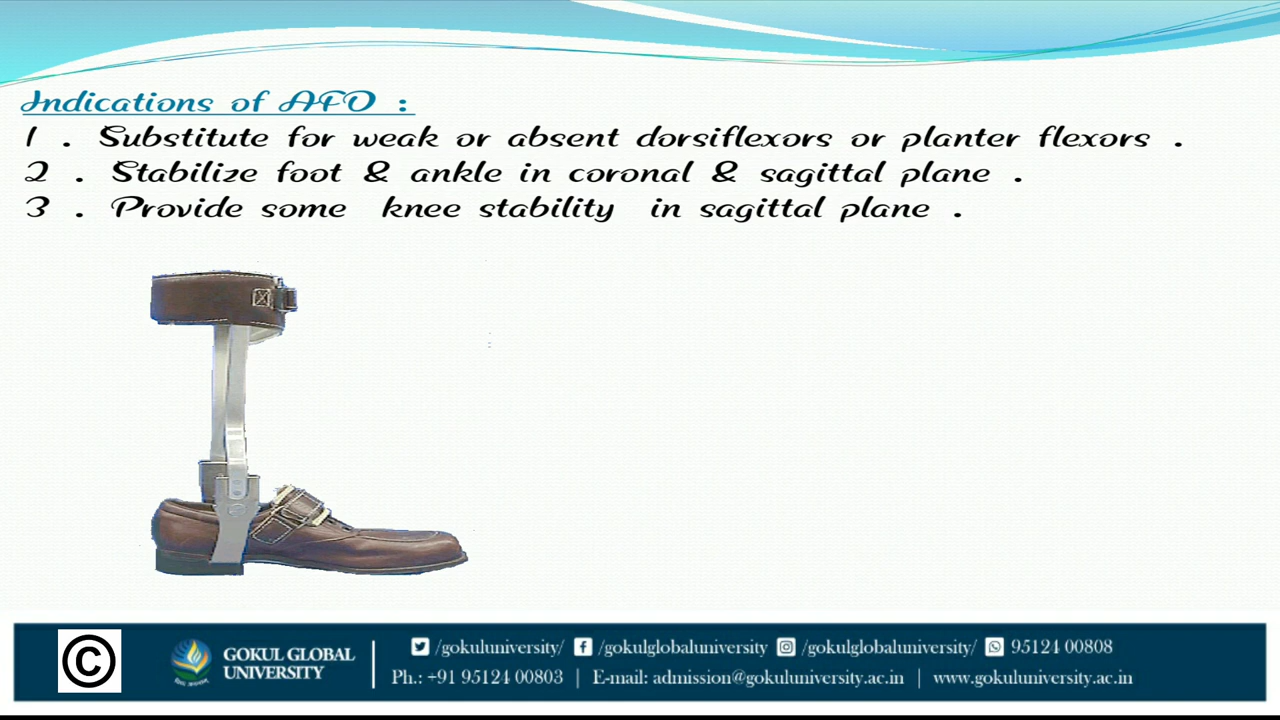 Indications of AFO :
1 . Substitute for weak or absent dorsiflexors or planter flexors .
2 . Stabilize foot & ankle in coronal & sagittal plane .
3 . Provide some knee stability in sagittal plane .
©
GOKUL GLOBAL
UNIVERSITY
/gokuluniversity/ /gokulglobaluniversity /gokulglobaluniversity/ 95124 00808
Ph.: +91 95124 00803 | E-mail: admission@gokuluniversity.ac.in | www.gokuluniversity.ac.in